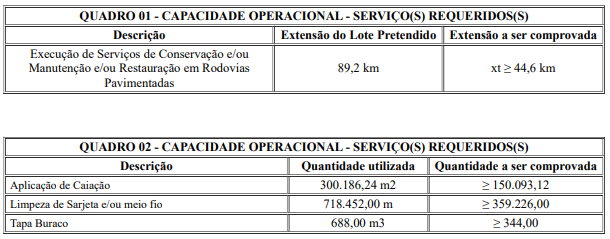 QUADRO 01 - CAPACIDADE OPERACIONAL - SERVIÇO(S) REQUERIDOS(S)
Descrição Extensão do Lote Pretendido Extensão a ser comprovada
Execução de Serviços de Conservação e/ou
Manutenção e/ou Restauração em Rodovias
Pavimentadas
89,2 km xt ≥ 44,6 km
QUADRO 02 - CAPACIDADE OPERACIONAL - SERVIÇO(S) REQUERIDOS(S)
Descrição Quantidade utilizada Quantidade a ser comprovada
Aplicação de Caiação 300.186,24 m2 ≥ 150.093,12
Limpeza de Sarjeta e/ou meio fio 718.452,00 m ≥ 359.226,00
Tapa Buraco 688,00 m3 ≥ 344,00